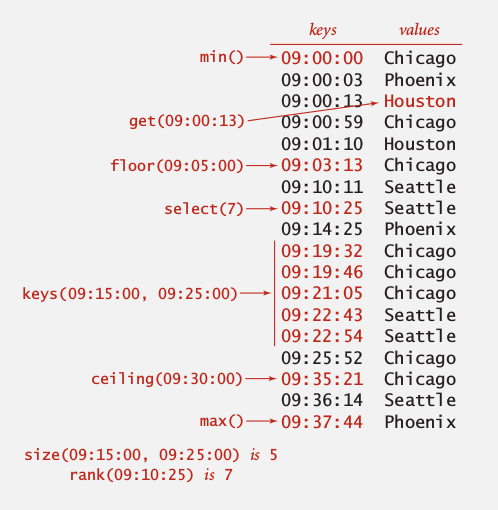 keys values
min() 09:00:00 Chicago
09:00:03 Phoenix
09:00:13 Houston
get(09:00:13) 09:00:59 Chicago
09:01:10 Houston
floor(09:05:00) 09:03:13 Chicago
09:10:11 Seattle
select(7) 09:10:25 Seattle
09:14:25 Phoenix
09:19:32 Chicago
09:19:46 Chicago
keys(09:15:00, 09:25:00) 09:21:05 Chicago
09:22:43 Seattle
09:22:54 Seattle
09:25:52 Chicago
ceiling(09:30:00) 09:35:21 Chicago
09:36:14 Seattle
max() 09:37:44 Phoenix
size(09:15:00, 09:25:00) is 5
rank(09:10:25) is 7